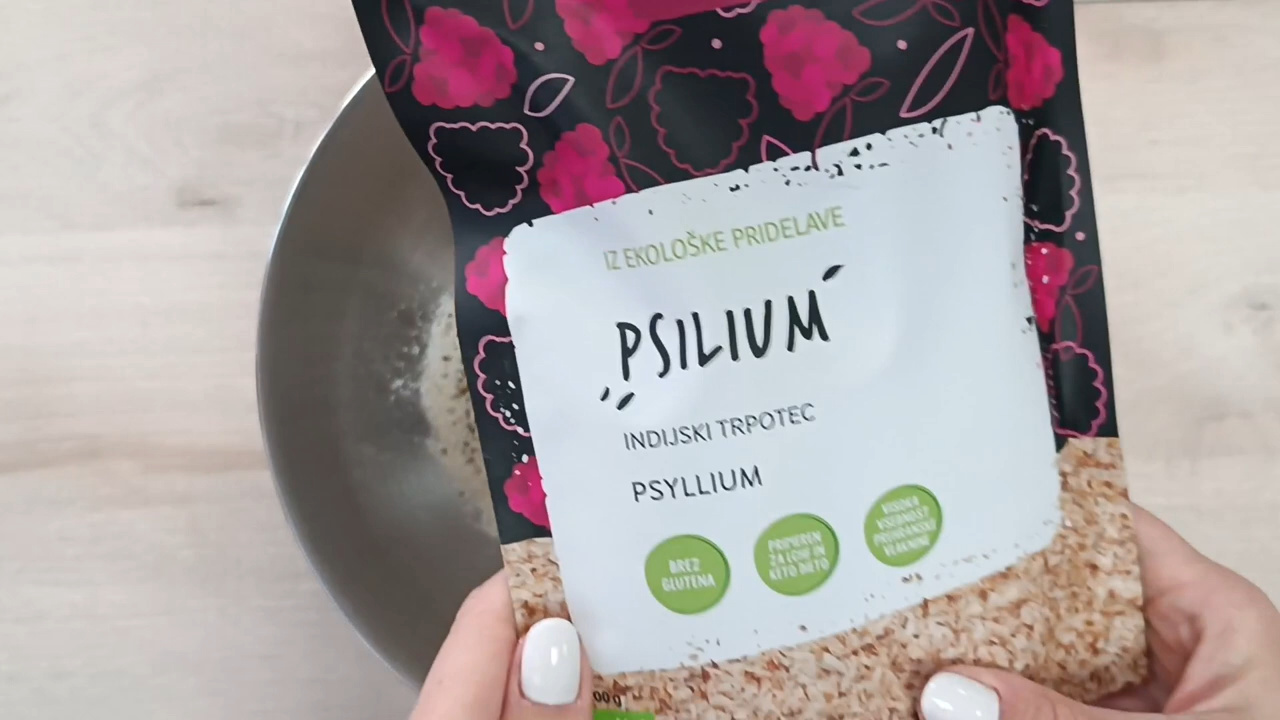 IZ EKOLOŠKE PRIDELAVE
PSILIUM
INDIJSKI TRPOTEC
PSYLLIUM
BREZ
GLUTENA
PRIMEREN
ZA LCHF IN
KETO DIETO
VISOKA
VSEBNOST
PREHRANSKIH
VLAKNIN
00 g